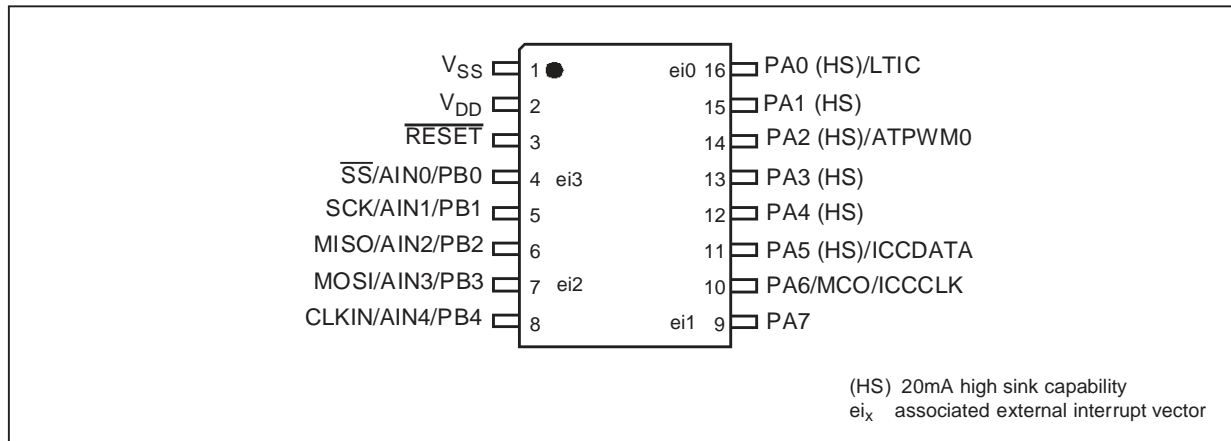 VSS 1 ei0 16 PA0 (HS)/LTIC
VDD 2 15 PA1 (HS)
RESET 3 14 PA2 (HS)/ATPWM0
SS/AIN0/PB0 4 ei3 13 PA3 (HS)
SCK/AIN1/PB1 5 12 PA4 (HS)
MISO/AIN2/PB2 6 11 PA5 (HS)/ICCDATA
MOSI/AIN3/PB3 7 ei2 10 PA6/MCO/ICCCLK
CLKIN/AIN4/PB4 8 ei1 9 PA7
(HS) 20mA high sink capability
eix associated external interrupt vector